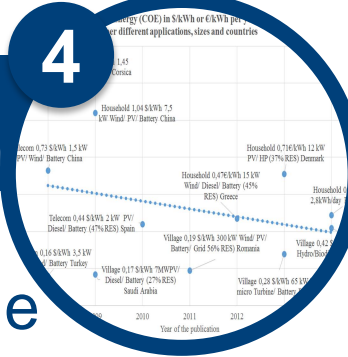 4
ergy (COE) in $/kWh or €/kWh per y
er different applications, sizes and countries
1,45
Corsica
Household 1,04 $/kWh 7,5
kW Wind/ PV/ Battery China
lecom 0,73 $/kWh 1,5 kW
PV/ Wind/ Battery China
Household 0,71€/kWh 12 kW
PV/ HP (37% RES) Denmark
Household 0,47€/kWh 15 kW
Wind/ Diesel/ Battery (45%
RES) Greece
Household 0
2,8kWh/day
Telecom 0,44 $/kWh 2 kW PV/
Diesel/ Battery (47% RES) Spain
Village 0,19 $/kWh 300 kW Wind/ PV/
Battery/ Grid 56% RES) Romania
Village 0,42
Hydro/Biod
0,16 $/kWh 3,5 kW
d/ Battery Turkey
Village 0,17 $/kWh 7MWPV/
Diesel/ Battery (27% RES)
Saudi Arabia
Village 0,28 $/kWh 65 kW
micro Turbine/ Battery
009 2010 2011 2012
Year of the publication
e